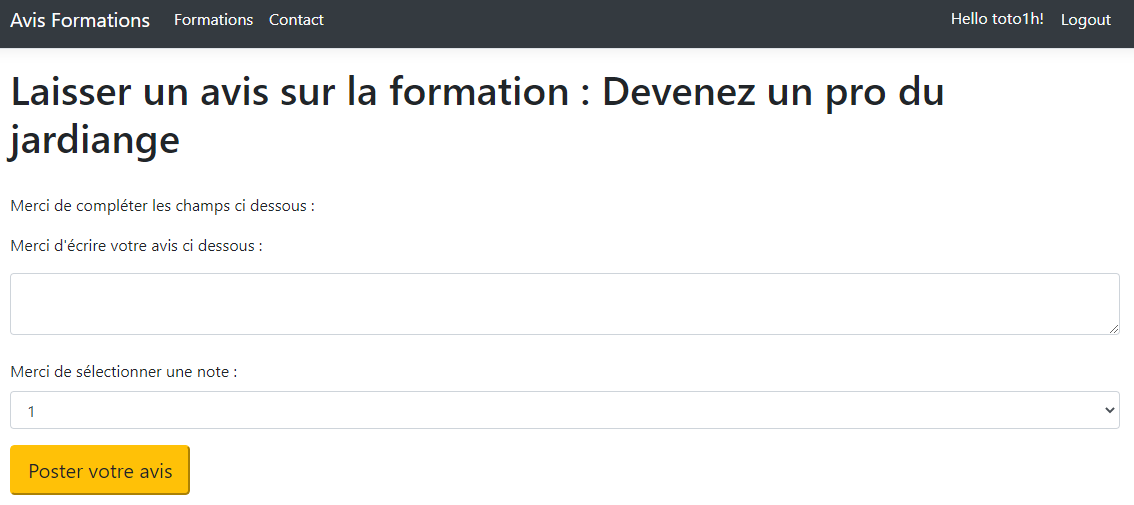 Avis Formations Formations Contact Hello toto1h! Logout
Laisser un avis sur la formation : Devenez un pro du
jardiange
Merci de compléter les champs ci dessous :
Merci d'écrire votre avis ci dessous :
Merci de sélectionner une note :
1
Poster votre avis